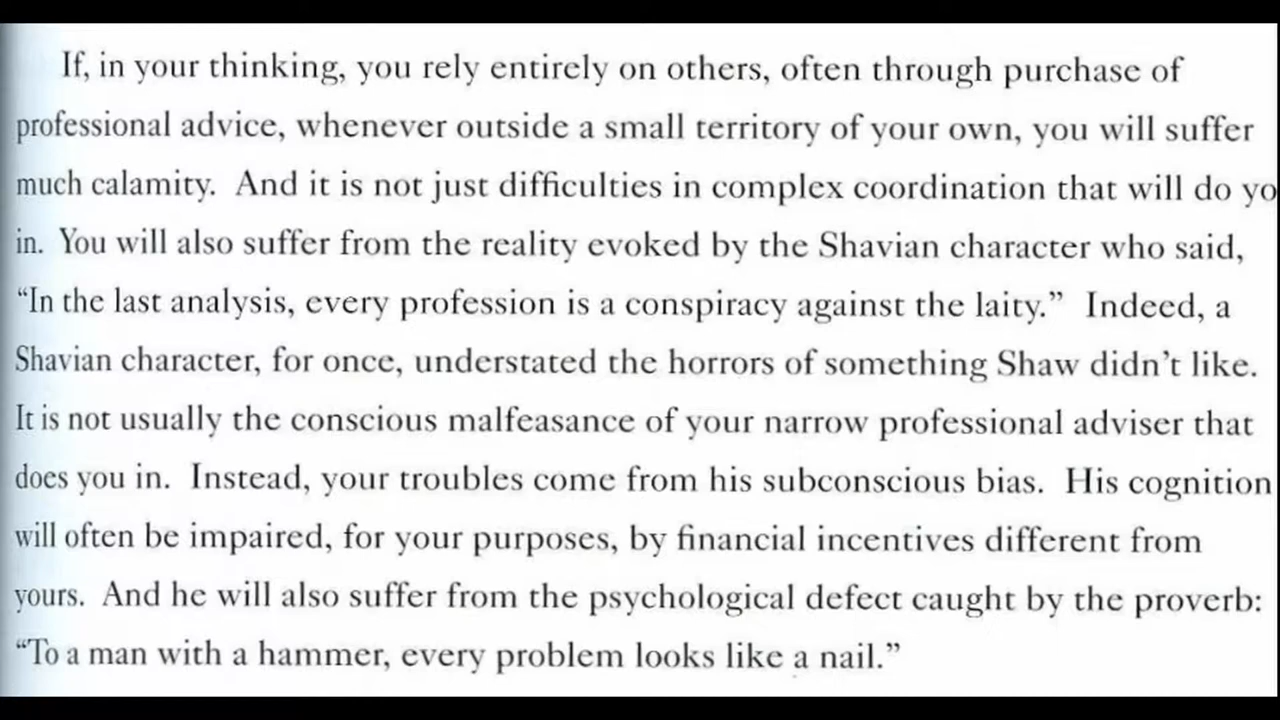 If, in your thinking, you rely entirely on others, often through purchase of
professional advice, whenever outside a small territory of your own, you will suffer
much calamity. And it is not just difficulties in complex coordination that will do yo
in. You will also suffer from the reality evoked by the Shavian character who said,
“In the last analysis, every profession is a conspiracy against the laity.” Indeed, a
Shavian character, for once, understated the horrors of something Shaw didn’t like.
It is not usually the conscious malfeasance of your narrow professional adviser that
does you in. Instead, your troubles come from his subconscious bias. His cognition
will often be impaired, for your purposes, by financial incentives different from
yours. And he will also suffer from the psychological defect caught by the proverb:
“To a man with a hammer, every problem looks like a nail.”